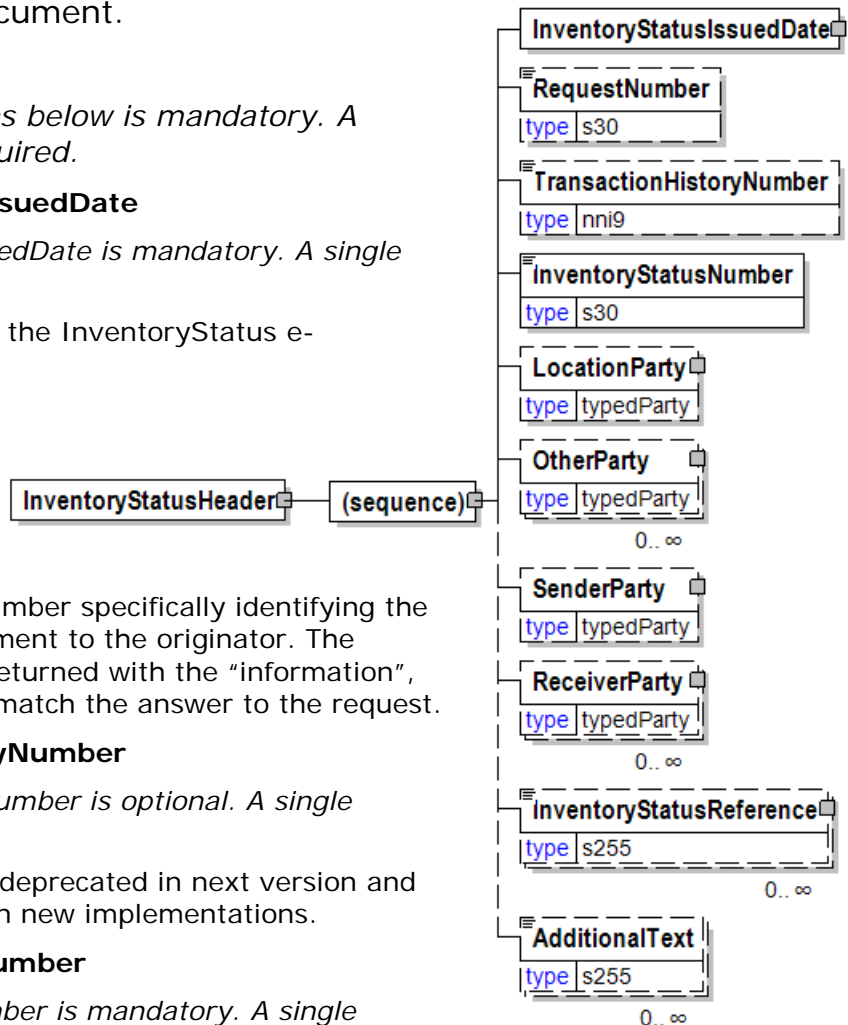 cument.
s below is mandatory. A
uired.
ssuedDate
edDate is mandatory. A single
the InventoryStatus e-
InventoryStatusHeader
(sequence)
umber specifically identifying the
ment to the originator. The
eturned with the “information”,
match the answer to the request.
yNumber
umber is optional. A single
deprecated in next version and
n new implementations.
umber
ber is mandatory. A single
InventoryStatusIssuedDate
RequestNumber
type s30
TransactionHistoryNumber
type nni9
InventoryStatusNumber
type s30
LocationParty
type typedParty
OtherParty
type typedParty
0.. ∞
SenderParty
type typedParty
ReceiverParty
type typedParty
0.. ∞
InventoryStatusReference
type s255
0.. ∞
AdditionalText
type s255
0.. ∞